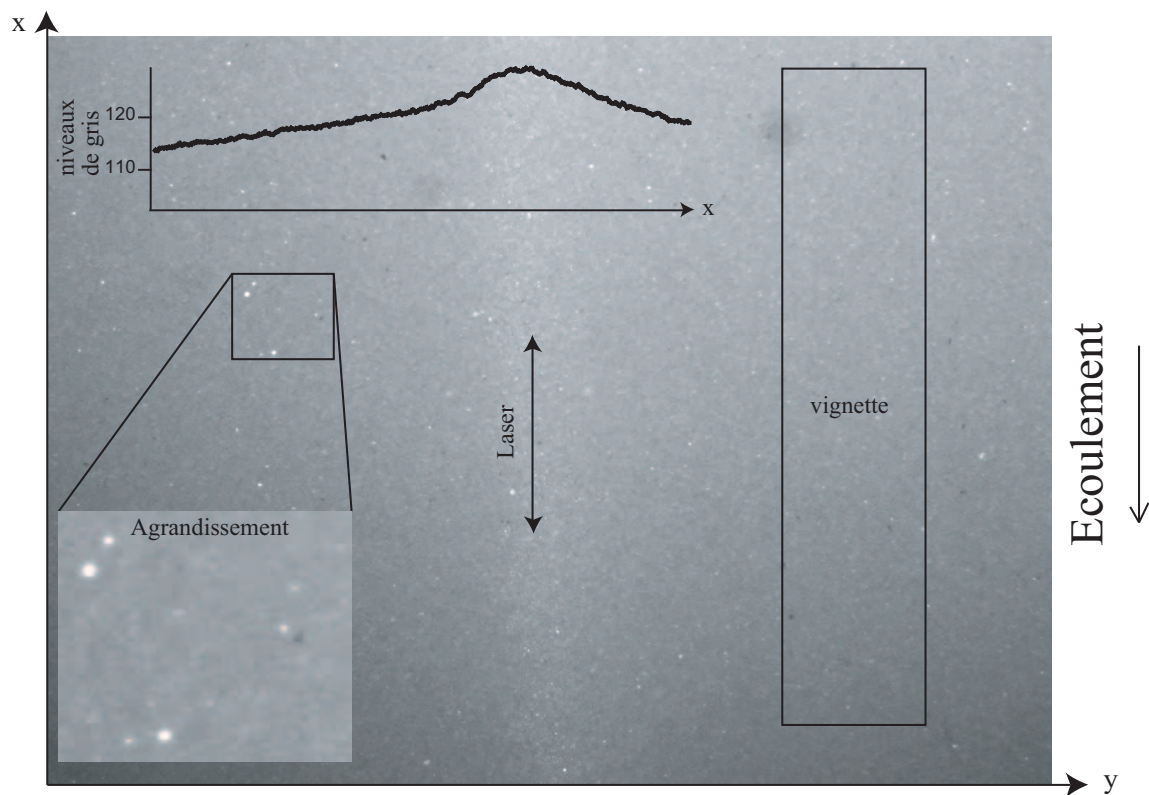 x
niveaux
de gris
120
110
x
Laser
vignette
Ecoulement
Agrandissement
y